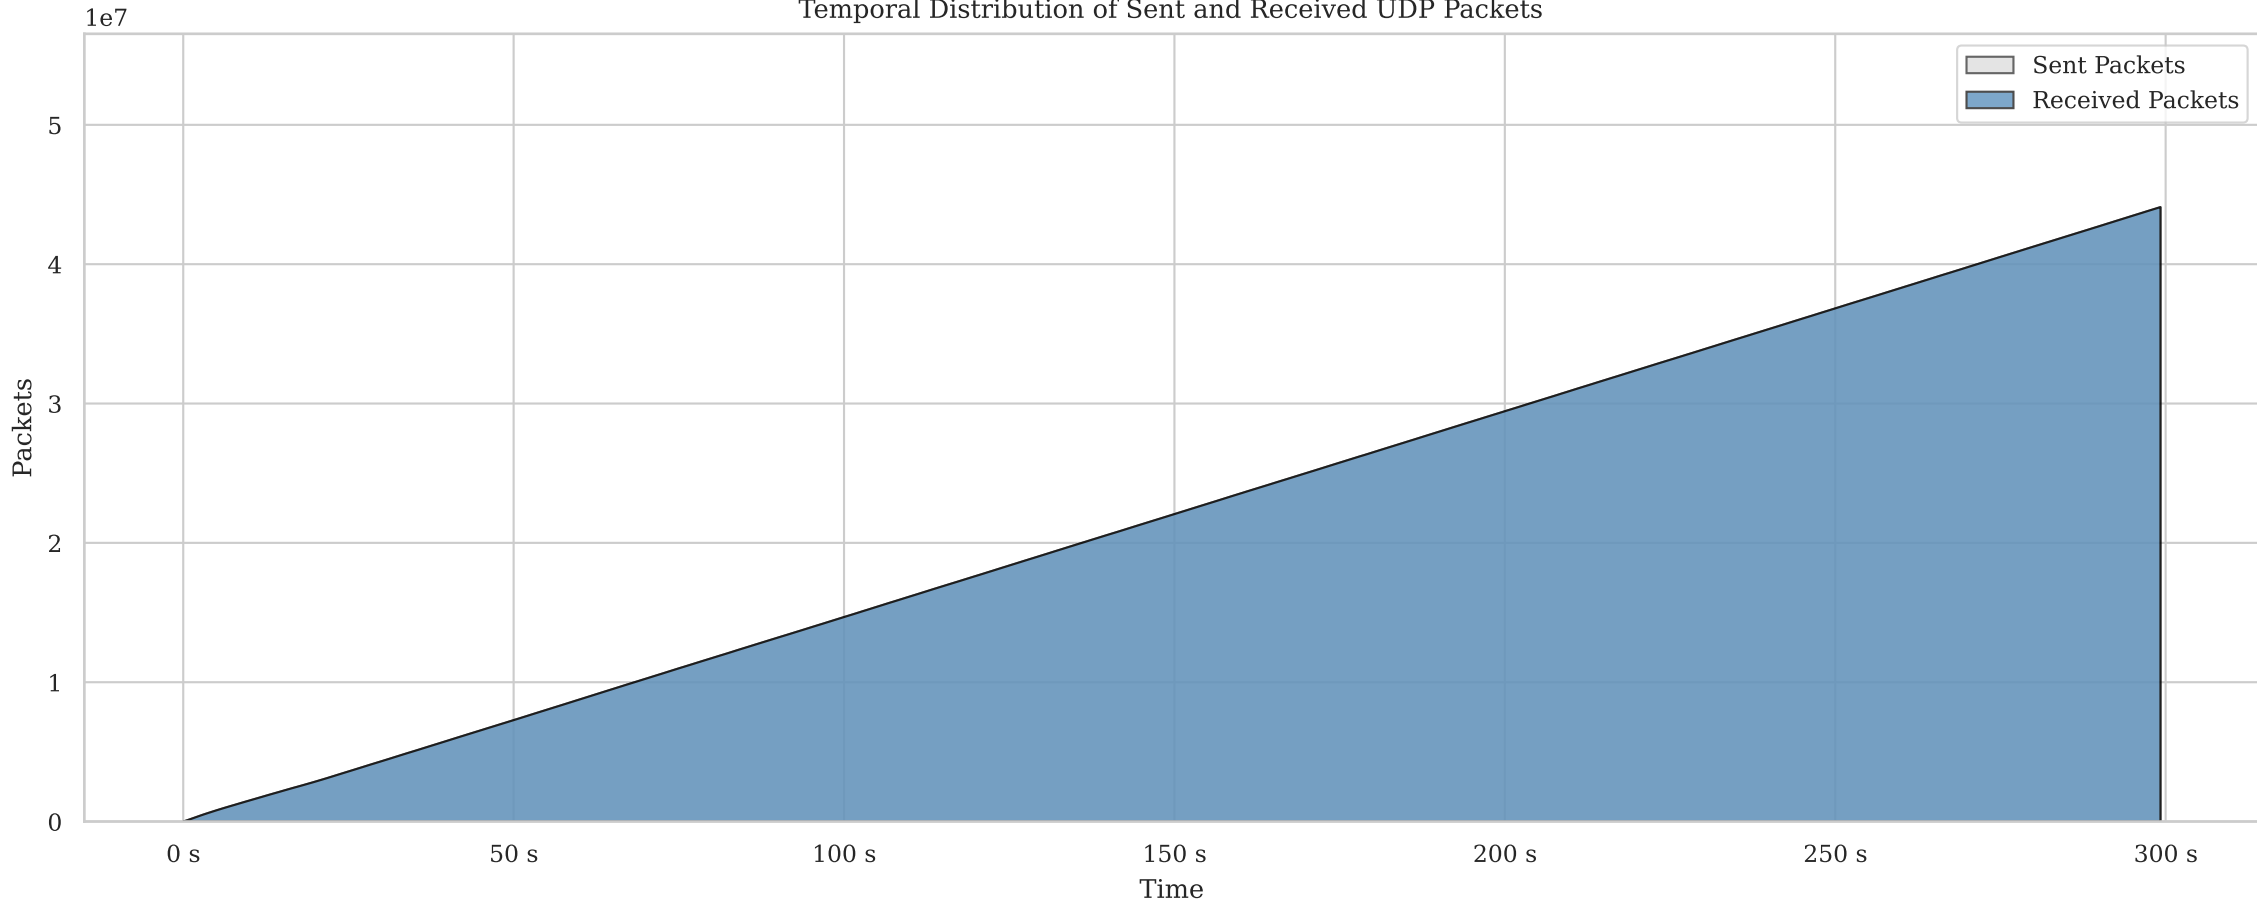 Temporal Distribution of Sent and Received UDP Packets
1e7
Sent Packets
Received Packets
5
4
3
2
1
0
Packets
0 s
50 s
100 s
150 s
200 s
250 s
300 s
Time